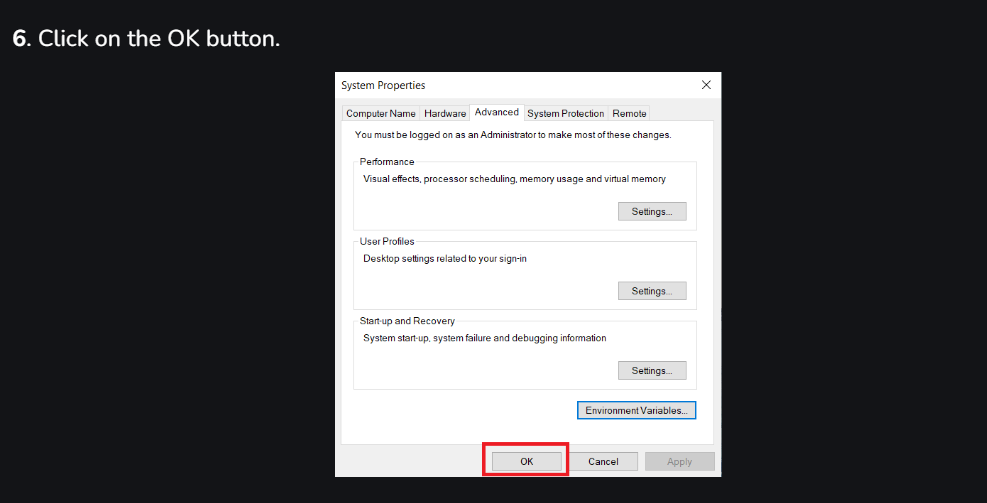 6. Click on the OK button.
System Properties
Computer Name Hardware Advanced System Protection Remote
You must be logged on as an Administrator to make most of these changes.
Performance
Visual effects, processor scheduling, memory usage and virtual memory
Settings...
User Profiles
Desktop settings related to your sign-in
Settings...
Start-up and Recovery
System start-up, system failure and debugging information
Settings...
Environment Variables...
OK Cancel Apply